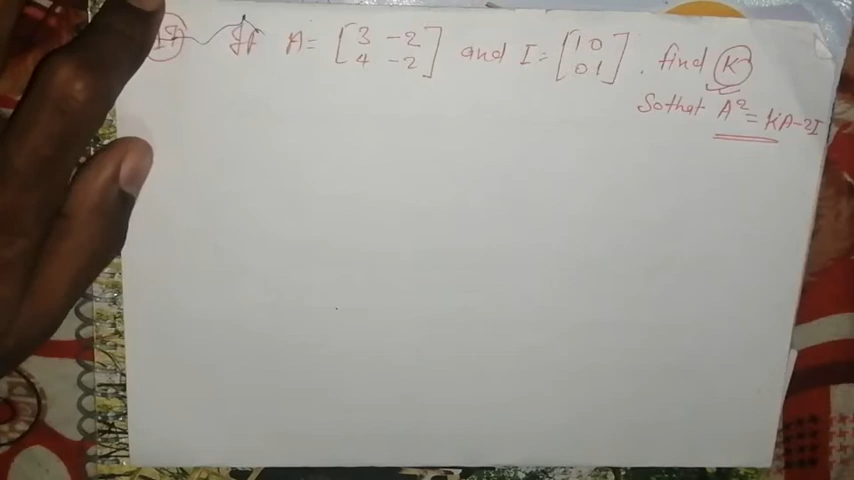 If A = [3 -2
4 -2] and I = [1 0
0 1] . find K
So that A² = KA-2I